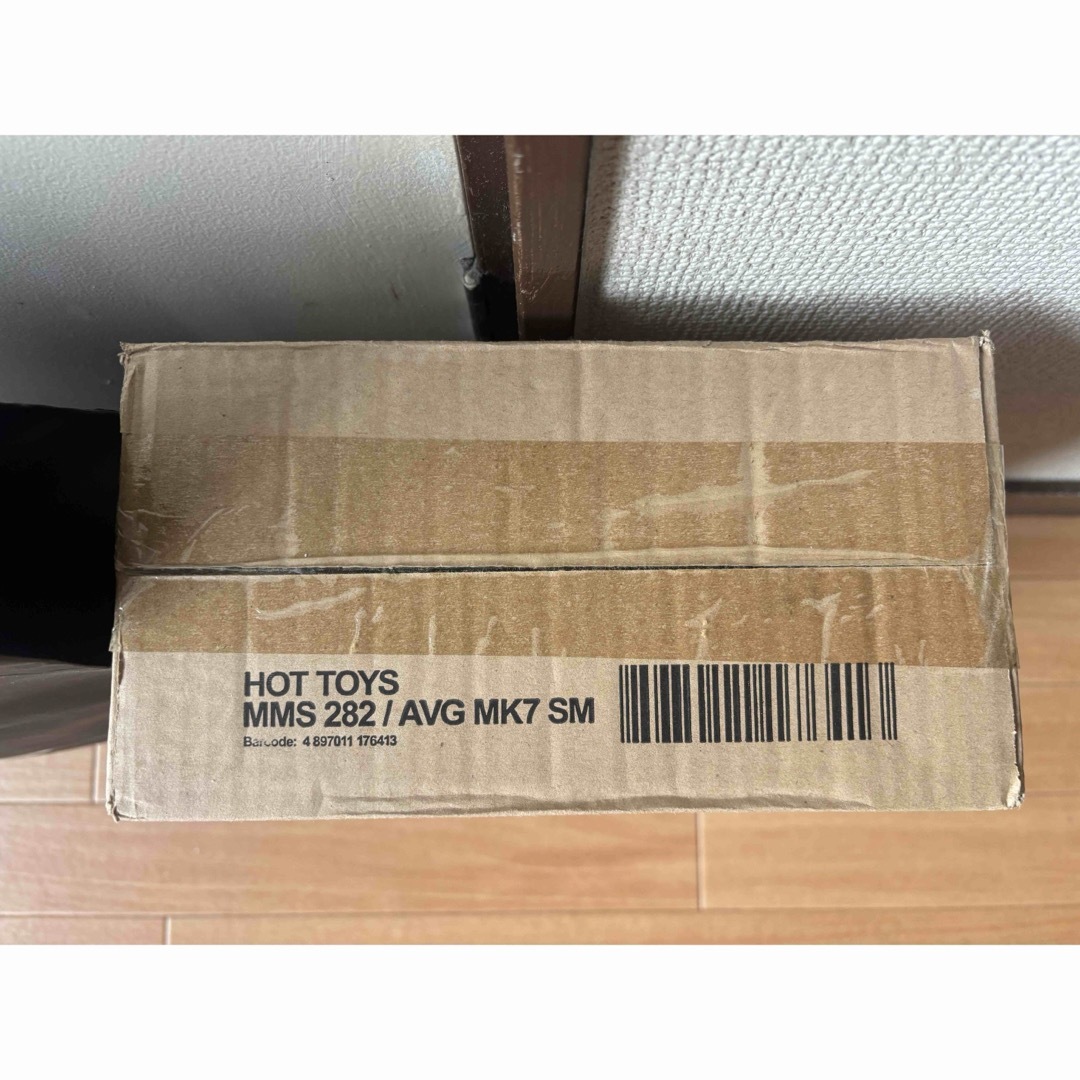 HOT TOYS
MMS 282 / AVG MK7 SM
Barcode: 4 897011 176413